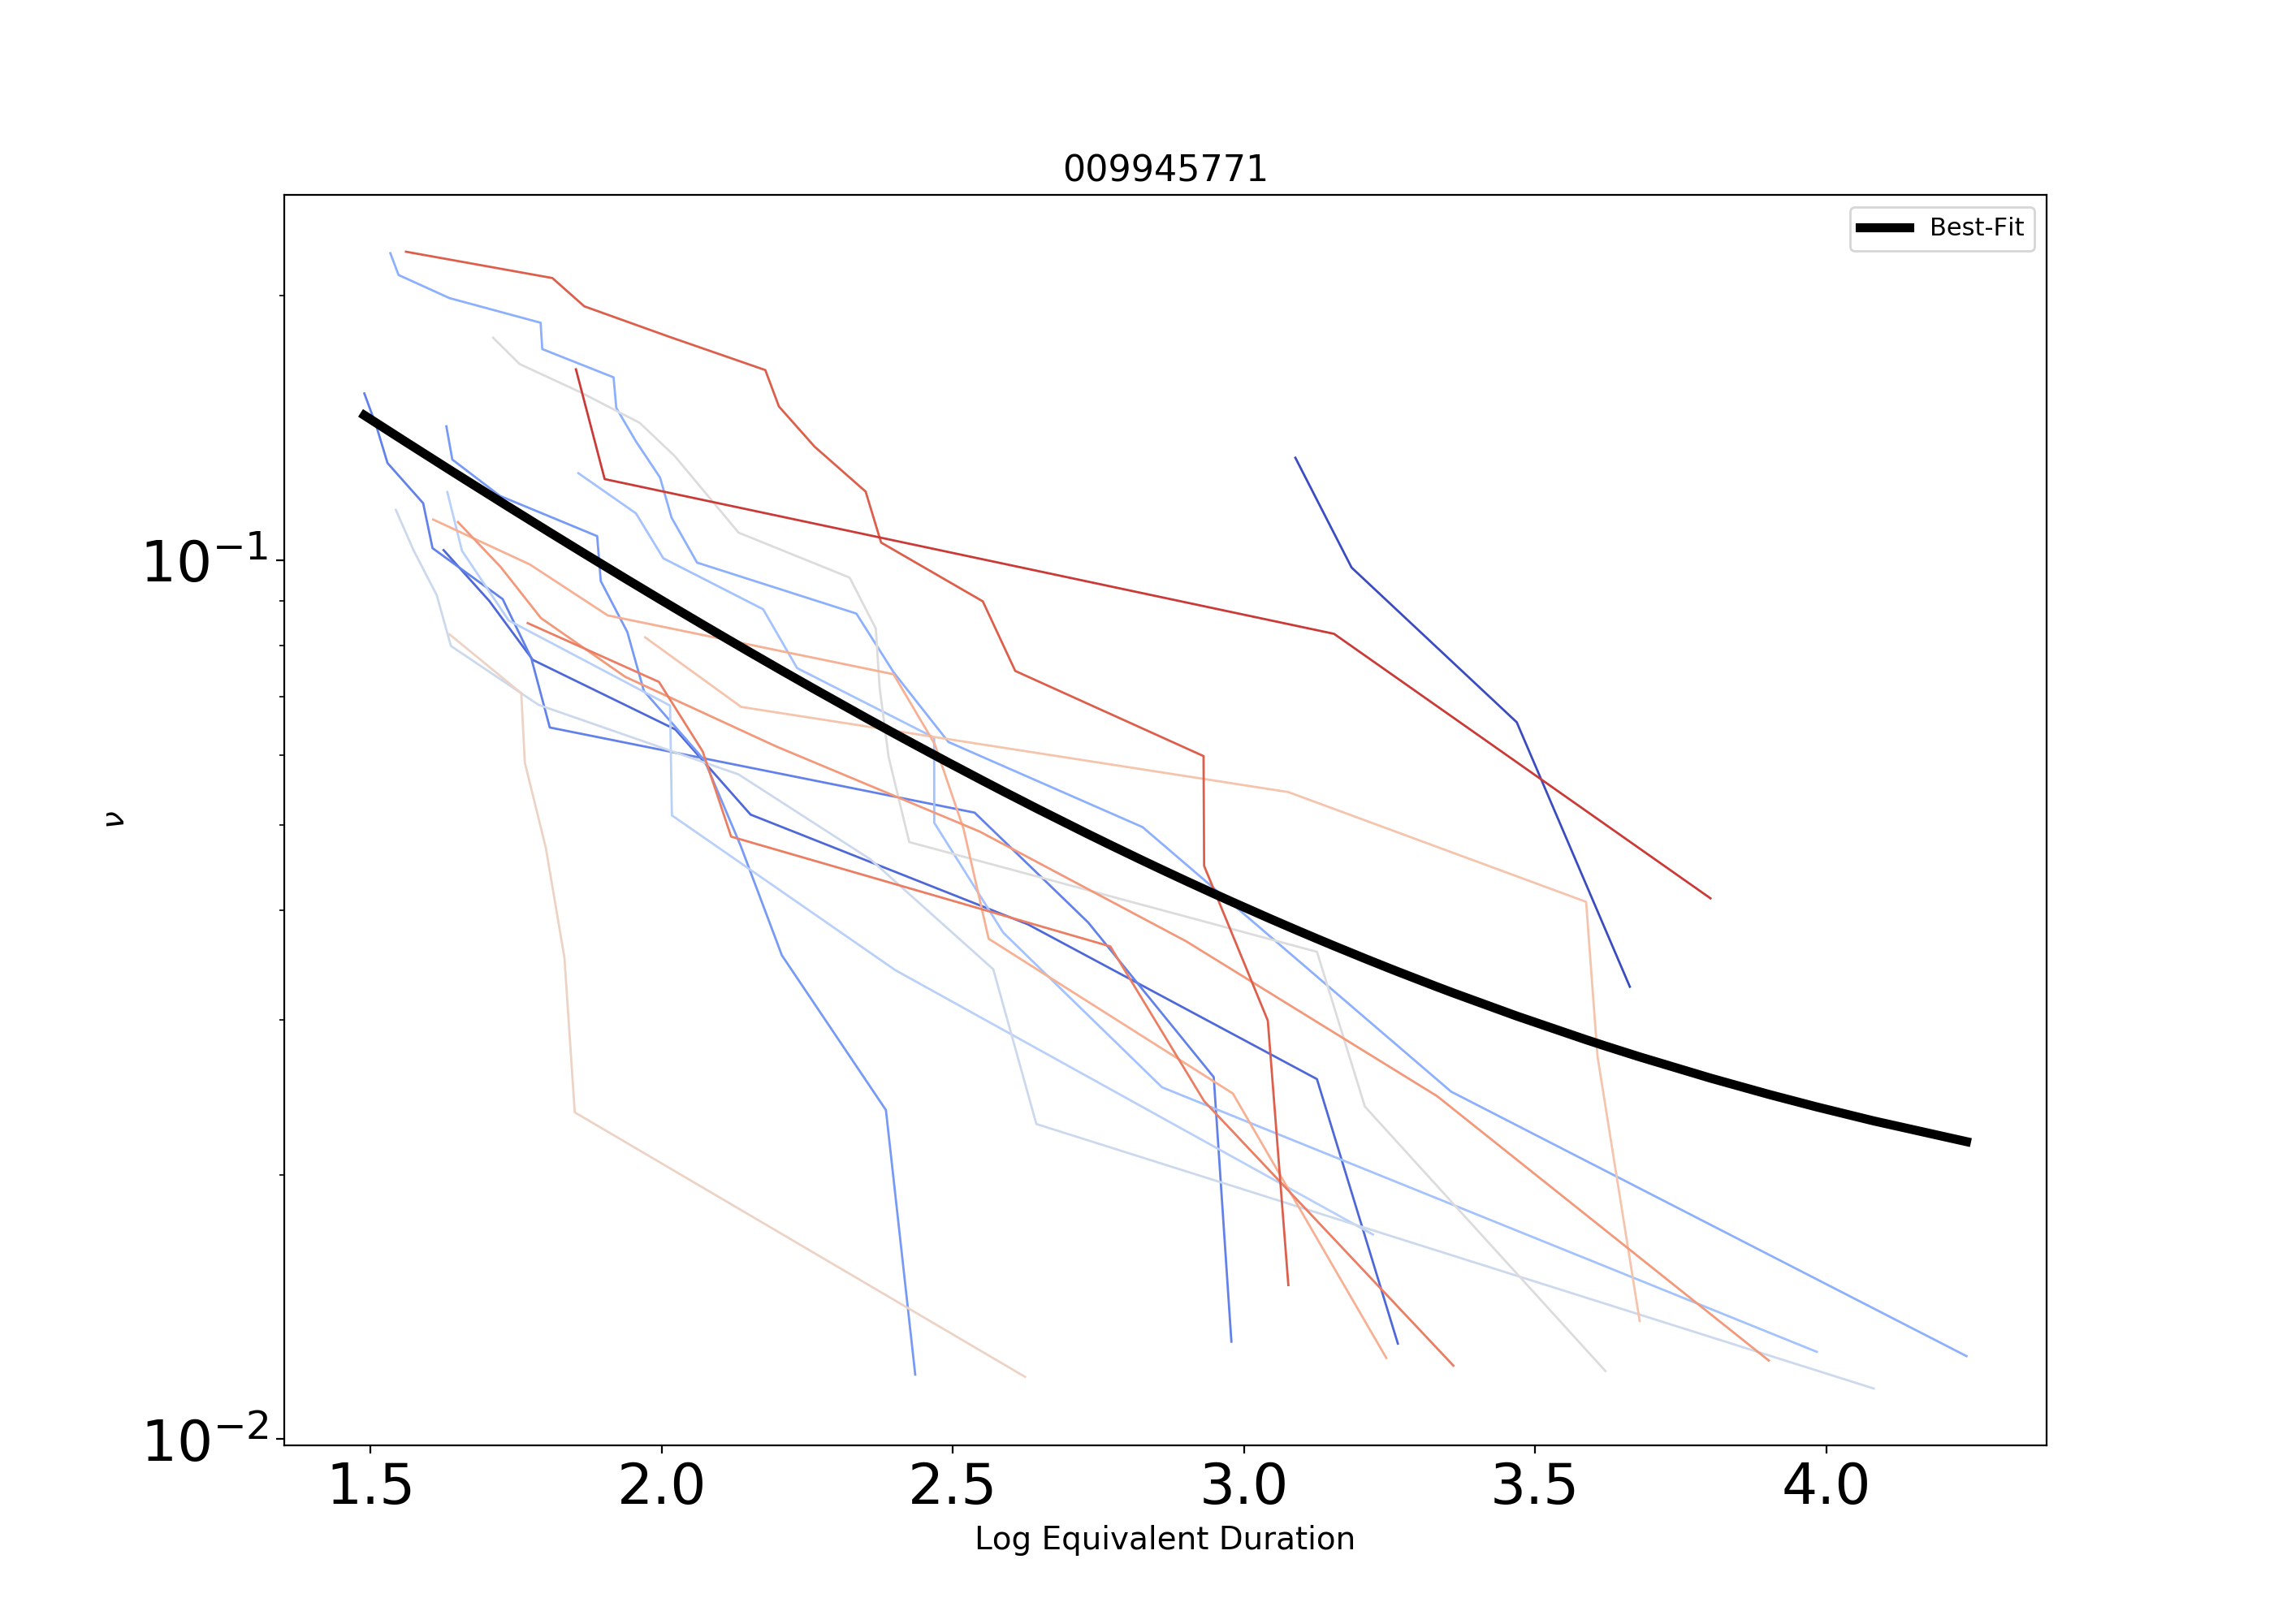 009945771
Best-Fit
10⁻¹
ν
10⁻²
1.5 2.0 2.5 3.0 3.5 4.0
Log Equivalent Duration